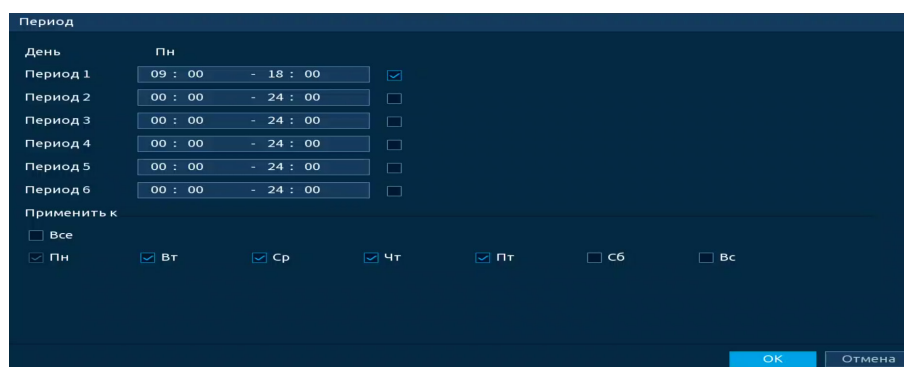 Период
День Пн
Период 1 09 : 00 - 18 : 00
Период 2 00 : 00 - 24 : 00
Период 3 00 : 00 - 24 : 00
Период 4 00 : 00 - 24 : 00
Период 5 00 : 00 - 24 : 00
Период 6 00 : 00 - 24 : 00
Применить к
Все
Пн Вт Ср Чт Пт Сб Вс
OK Отмена